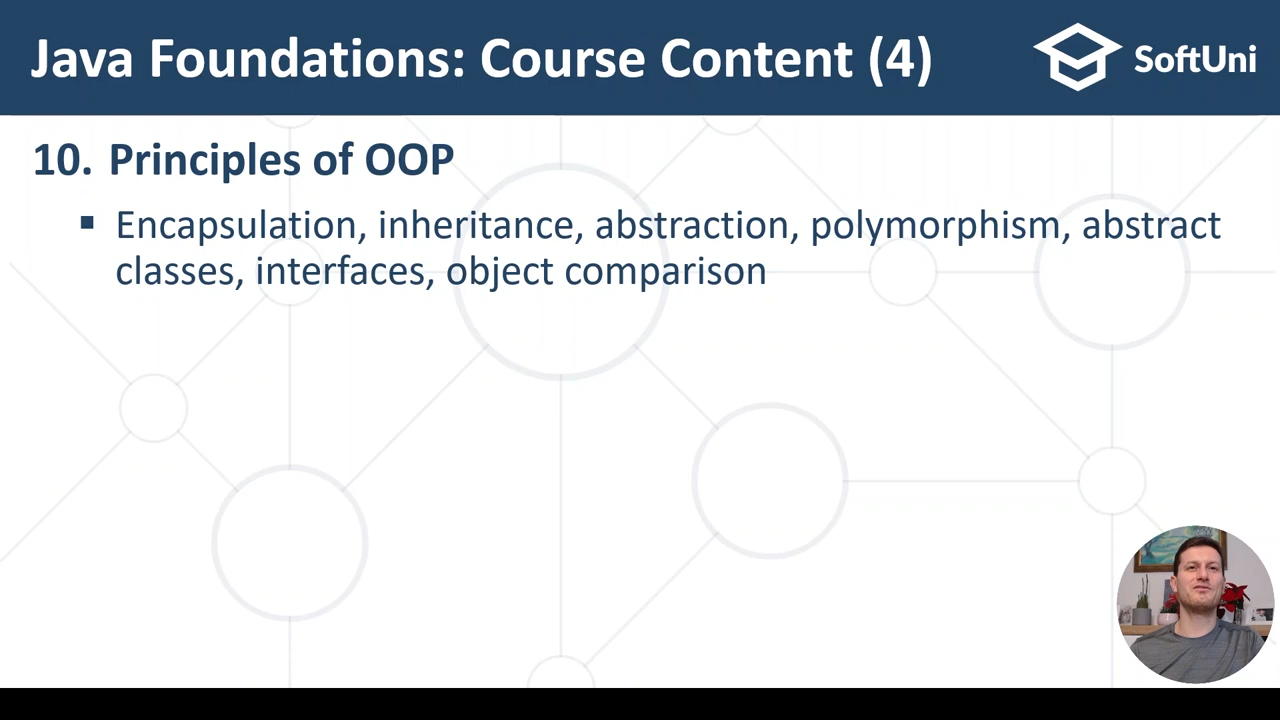 Java Foundations: Course Content (4)
SoftUni
10. Principles of OOP
▪ Encapsulation, inheritance, abstraction, polymorphism, abstract
classes, interfaces, object comparison